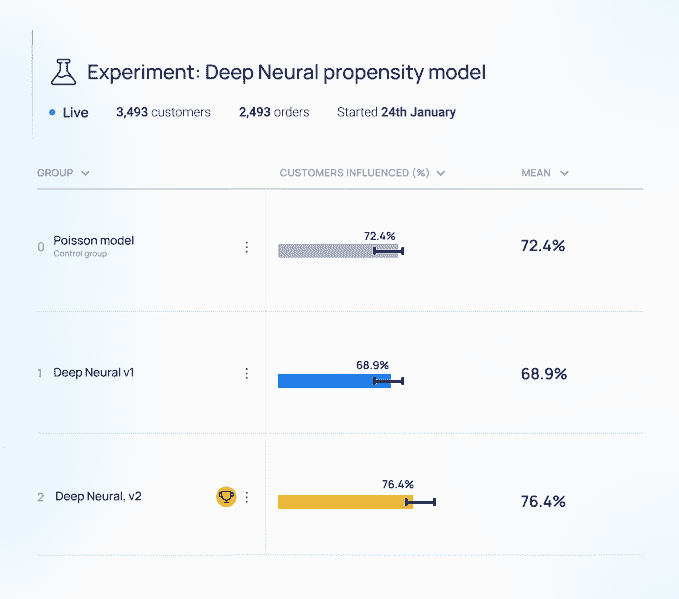 Experiment: Deep Neural propensity model
Live 3,493 customers 2,493 orders Started 24th January
GROUP CUSTOMERS INFLUENCED (%) MEAN
72.4%
0 Poisson model 72.4%
Control group
68.9%
1 Deep Neural v1 68.9%
76.4%
2 Deep Neural, v2 76.4%